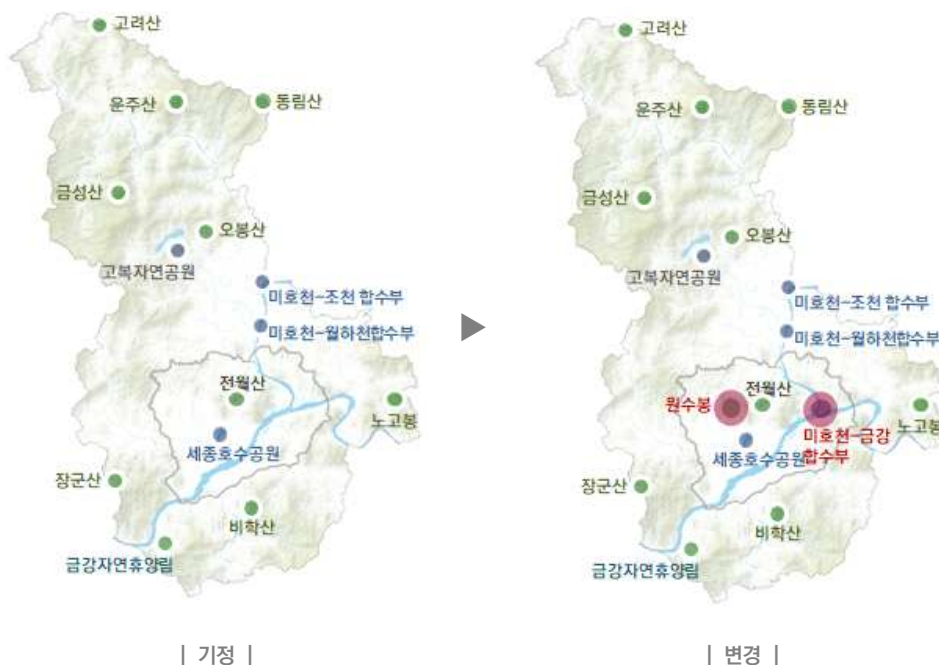 고려산
운주산
동림산
금성산
오봉산
고복자연공원
미호천-조천 합수부
미호천-월하천합수부
전월산
노고봉
세종호수공원
장군산
비학산
금강자연휴양림
| 기정 |
고려산
운주산
동림산
금성산
오봉산
고복자연공원
미호천-조천 합수부
미호천-월하천합수부
전월산
원수봉
노고봉
미호천-금강
합수부
세종호수공원
장군산
비학산
금강자연휴양림
| 변경 |